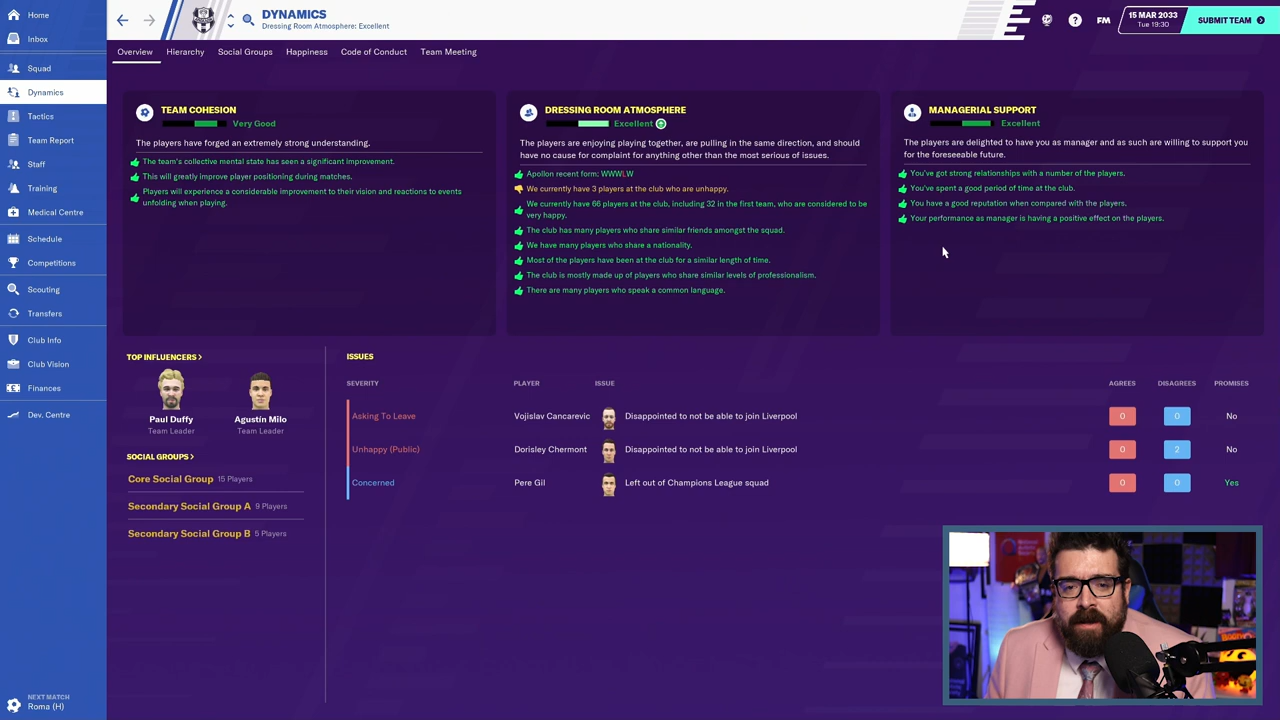 Home
Inbox
Squad
Dynamics
Tactics
Team Report
Staff
Training
Medical Centre
Schedule
Competitions
Scouting
Transfers
Club Info
Club Vision
Finances
Dev. Centre
NEXT MATCH
Roma (H)
DYNAMICS
Dressing Room Atmosphere: Excellent
?
FM
15 MAR 2033
Tue 19:30
SUBMIT TEAM
Overview
Hierarchy
Social Groups
Happiness
Code of Conduct
Team Meeting
TEAM COHESION
Very Good
The players have forged an extremely strong understanding.
The team's collective mental state has seen a significant improvement.
This will greatly improve player positioning during matches.
Players will experience a considerable improvement to their vision and reactions to events
unfolding when playing.
DRESSING ROOM ATMOSPHERE
Excellent
The players are enjoying playing together, are pulling in the same direction, and should
have no cause for complaint for anything other than the most serious of issues.
Apollon recent form; WWWLW
We currently have 3 players at the club who are unhappy.
We currently have 66 players at the club, including 32 in the first team, who are considered to be
very happy.
The club has many players who share similar friends amongst the squad.
We have many players who share a nationality.
Most of the players have been at the club for a similar length of time.
The club is mostly made up of players who share similar levels of professionalism.
There are many players who speak a common language.
MANAGERIAL SUPPORT
Excellent
The players are delighted to have you as manager and as such are willing to support you
for the foreseeable future.
You've got strong relationships with a number of the players.
You've spent a good period of time at the club.
You have a good reputation when compared with the players.
Your performance as manager is having a positive effect on the players.
TOP INFLUENCERS >
Paul Duffy
Team Leader
Agustín Milo
Team Leader
SOCIAL GROUPS >
Core Social Group 15 Players
Secondary Social Group A 9 Players
Secondary Social Group B 5 Players
ISSUES
SEVERITY PLAYER ISSUE AGREES DISAGREES PROMISES
Asking To Leave Vojislav Cancarevic Disappointed to not be able to join Liverpool 0 0 No
Unhappy (Public) Dorisley Chermont Disappointed to not be able to join Liverpool 0 2 No
Concerned Pere Gil Left out of Champions League squad 0 0 Yes